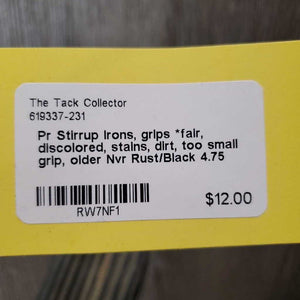 The Tack Collector
619337-231
Pr Stirrup Irons, grips *fair,
discolored, stains, dirt, too small
grip, older Nvr Rust/Black 4.75
RW7NF1
$12.00